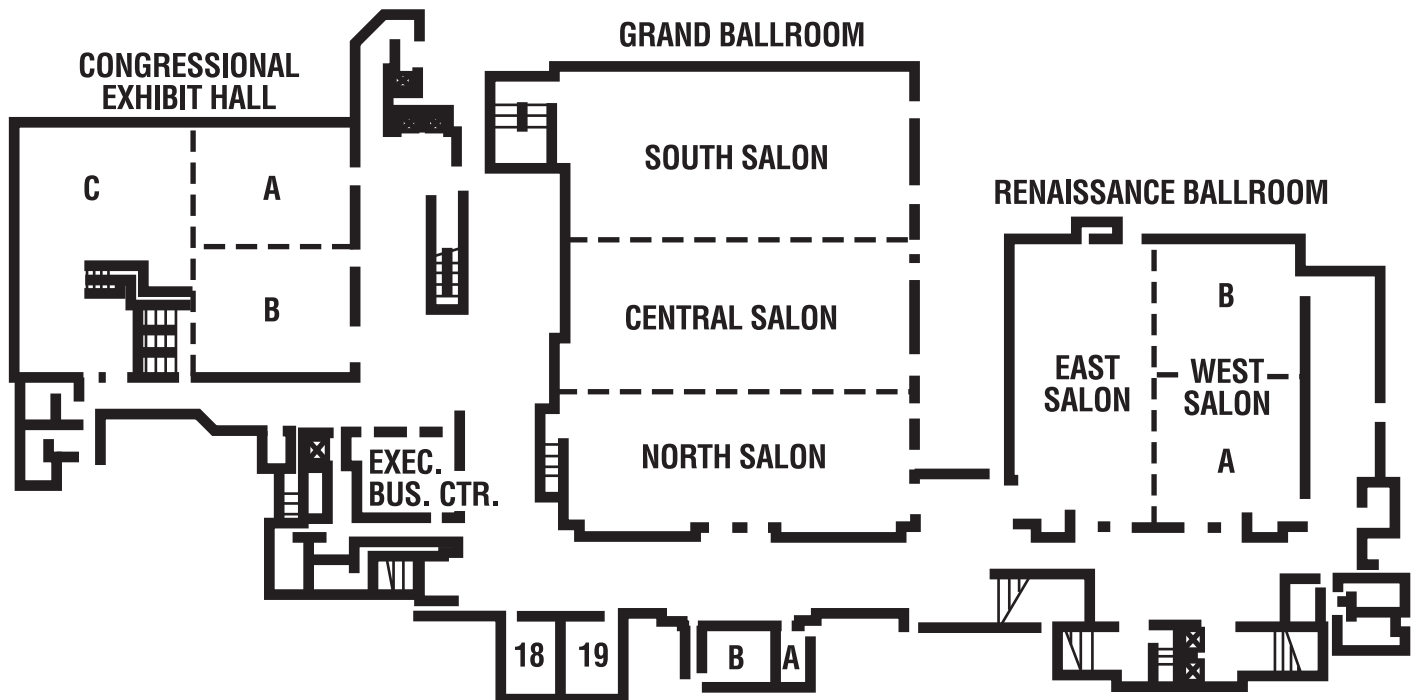 CONGRESSIONAL
EXHIBIT HALL
C
A
B
GRAND BALLROOM
SOUTH SALON
CENTRAL SALON
NORTH SALON
RENAISSANCE BALLROOM
EAST
SALON
B
WEST
SALON
A
EXEC.
BUS. CTR.
18
19
B
A